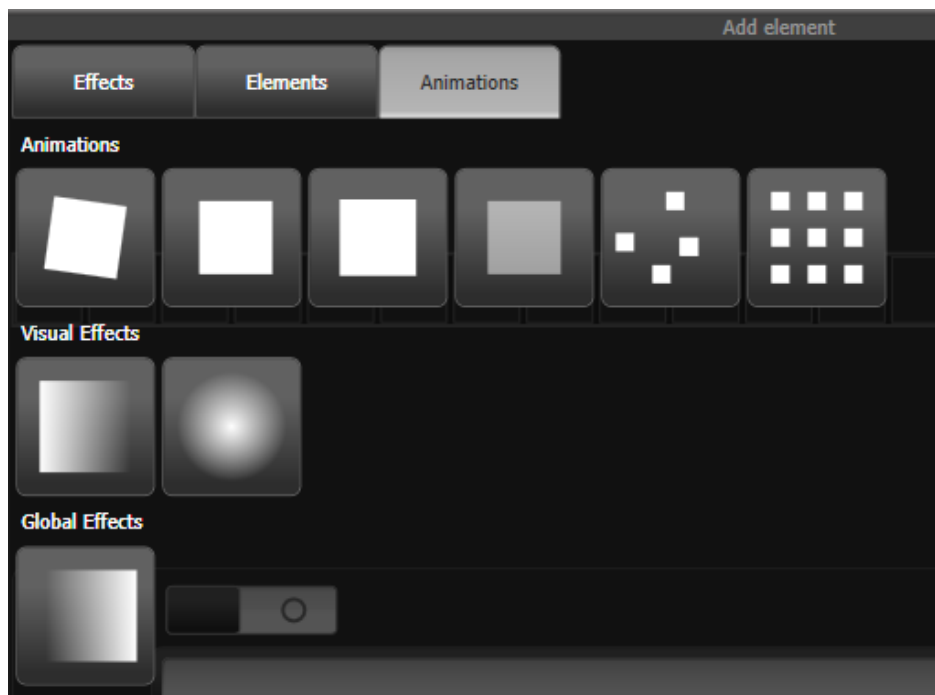 Add element
Effects Elements Animations
Animations
Visual Effects
Global Effects